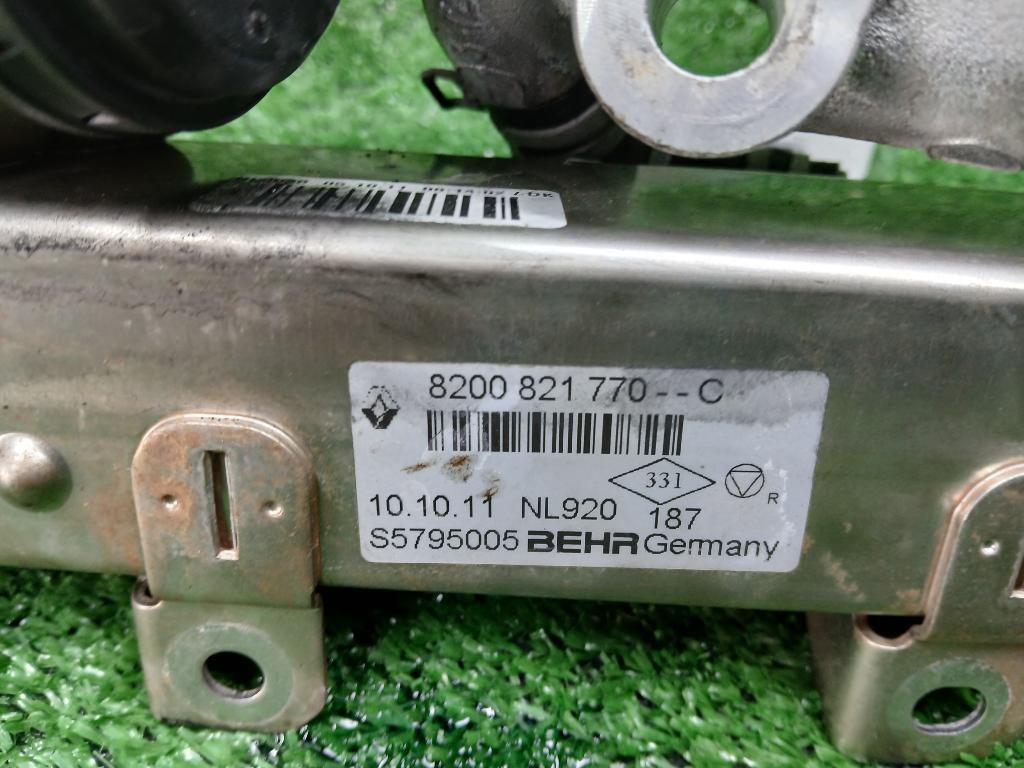 8200 821 770 - - C
331
R
10.10.11 NL920 187
S5795005 BEHR Germany